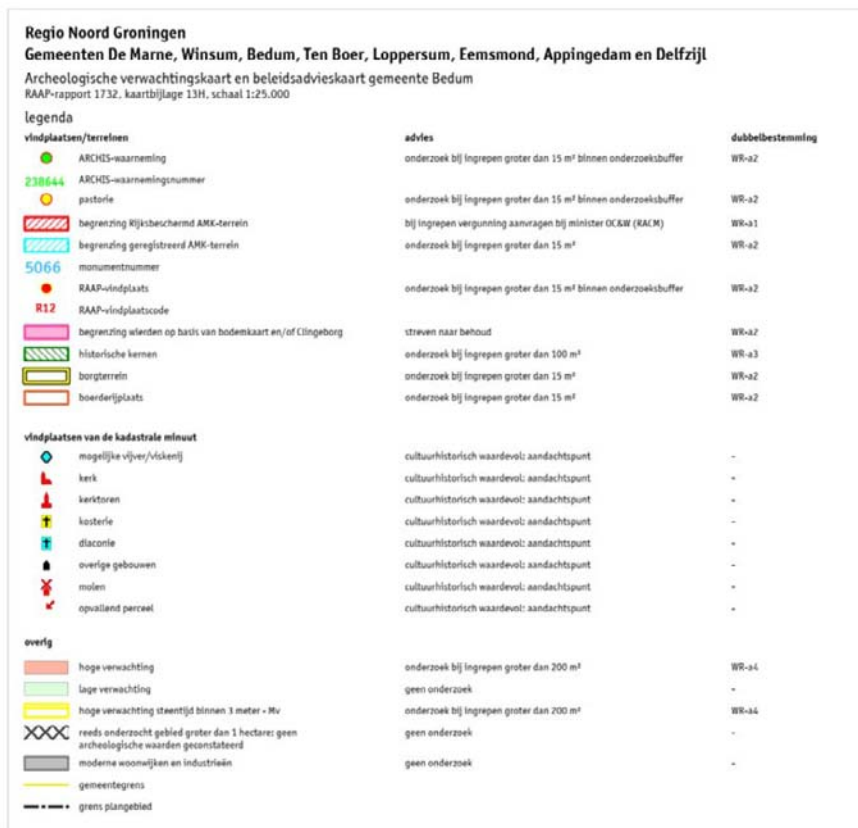 Regio Noord Groningen
Gemeenten De Marne, Winsum, Bedum, Ten Boer, Loppersum, Eemsmond, Appingedam en Delfzijl
Archeologische verwachtingskaart en beleidsadvieskaart gemeente Bedum
RAAP-rapport 1732, kaartbijlage 13H, schaal 1:25.000
legenda
vindplaatsen/terreinen advies dubbelbestemming
ARCHIS-waarneming onderzoek bij ingrepen groter dan 15 m² binnen onderzoeksbuffer WR-a2
238644 ARCHIS-waarnemingsnummer
pastorie onderzoek bij ingrepen groter dan 15 m² binnen onderzoeksbuffer WR-a2
begrenzing Rijksbeschermd AMK-terrein bij ingrepen vergunning aanvragen bij minister OC&W (RACM) WR-a1
begrenzing geregistreerd AMK-terrein onderzoek bij ingrepen groter dan 15 m² WR-a2
5066 monumentnummer
RAAP-vindplaats onderzoek bij ingrepen groter dan 15 m² binnen onderzoeksbuffer WR-a2
R12 RAAP-vindplaatscode
begrenzing wierden op basis van bodemkaart en/of Clingeborg streven naar behoud WR-a2
historische kernen onderzoek bij ingrepen groter dan 100 m² WR-a3
borgterrein onderzoek bij ingrepen groter dan 15 m² WR-a2
boerderijplaats onderzoek bij ingrepen groter dan 15 m² WR-a2
vindplaatsen van de kadastrale minuut
mogelijke vijver/viskenij cultuurhistorisch waardevol: aandachtspunt -
kerk cultuurhistorisch waardevol: aandachtspunt -
kerktoren cultuurhistorisch waardevol: aandachtspunt -
kosterie cultuurhistorisch waardevol: aandachtspunt -
diaconie cultuurhistorisch waardevol: aandachtspunt -
overige gebouwen cultuurhistorisch waardevol: aandachtspunt -
molen cultuurhistorisch waardevol: aandachtspunt -
opvallend perceel cultuurhistorisch waardevol: aandachtspunt -
overig
hoge verwachting onderzoek bij ingrepen groter dan 200 m² WR-a4
lage verwachting geen onderzoek -
hoge verwachting steentijd binnen 3 meter - Mv onderzoek bij ingrepen groter dan 200 m² WR-a4
reeds onderzocht gebied groter dan 1 hectare: geen geen onderzoek -
archeologische waarden geconstateerd
moderne woonwijken en industrieën geen onderzoek -
gemeentegrens
grens plangebied